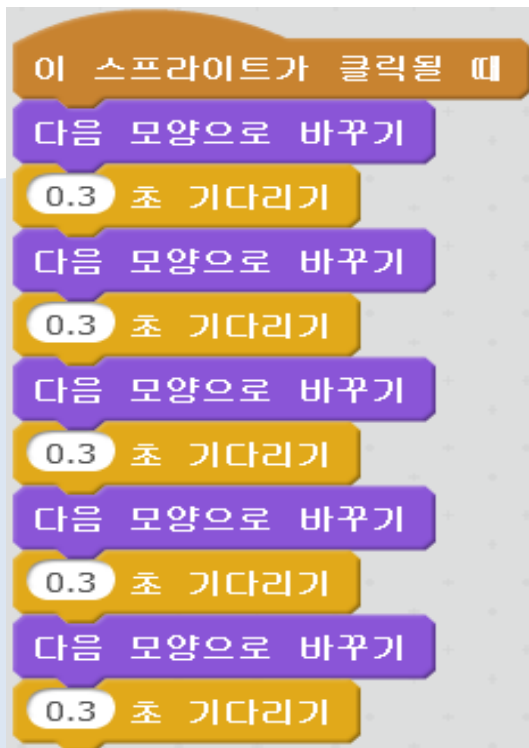 이 스프라이트가 클릭될 때
다음 모양으로 바꾸기
0.3 초 기다리기
다음 모양으로 바꾸기
0.3 초 기다리기
다음 모양으로 바꾸기
0.3 초 기다리기
다음 모양으로 바꾸기
0.3 초 기다리기
다음 모양으로 바꾸기
0.3 초 기다리기